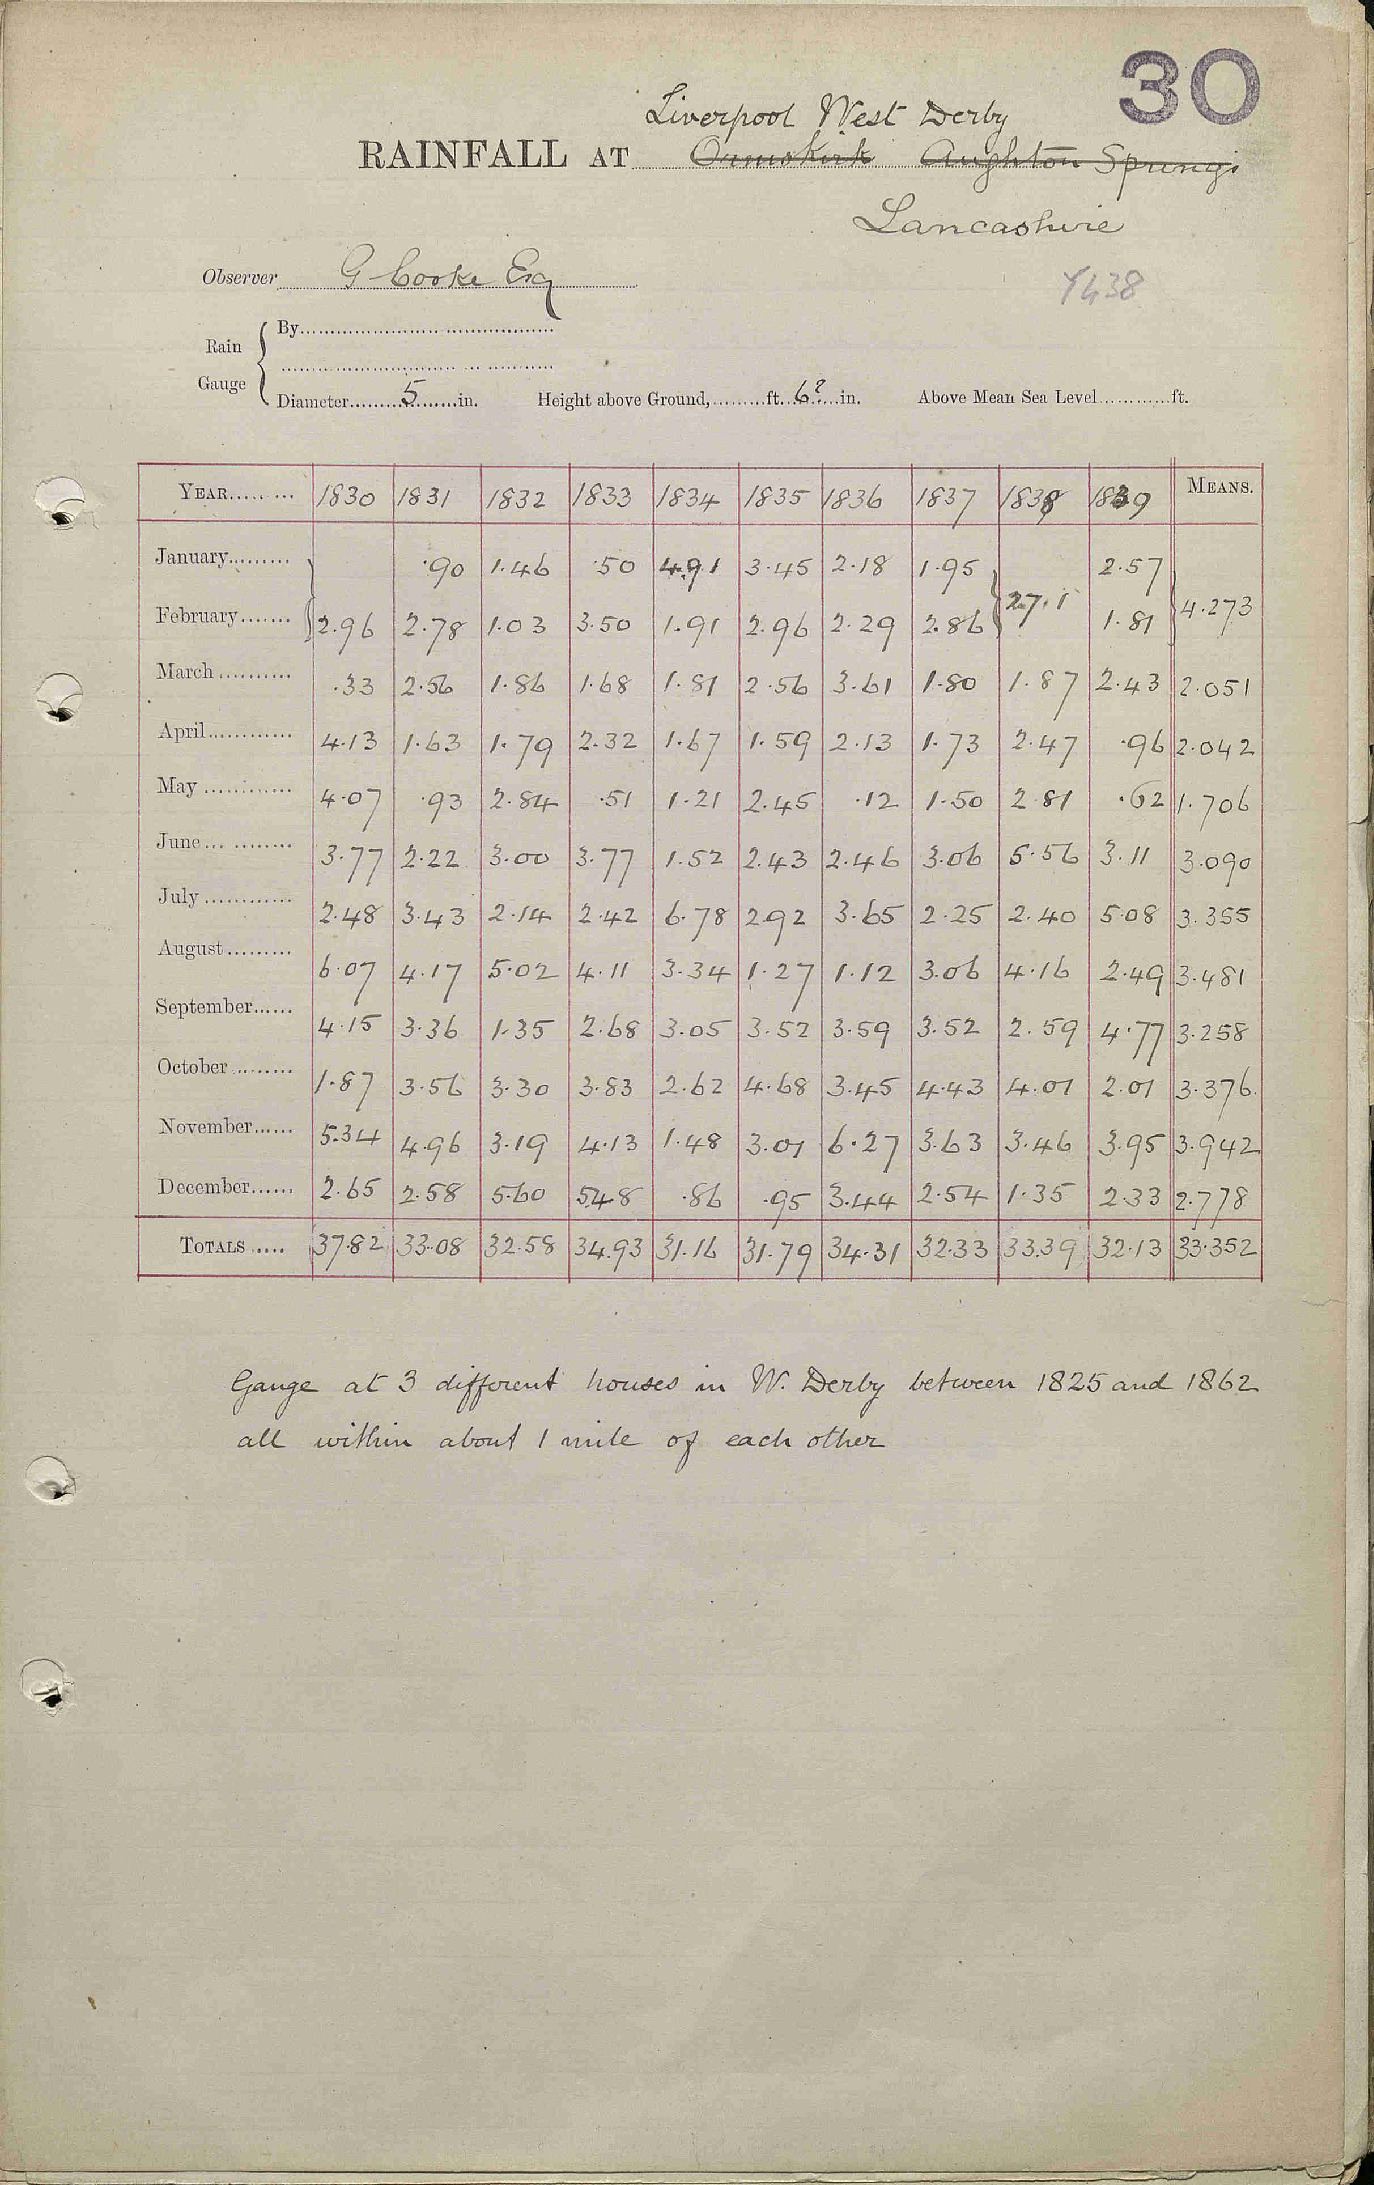 30
Liverpool West Derby
RAINFALL AT Ormskirk Aughton Springs
Lancashire
Observer G Cooke Esq
Rain Gauge { By
Diameter 5 in. Height above Ground, ft. 6? in. Above Mean Sea Level ft.
YEAR 1830 1831 1832 1833 1834 1835 1836 1837 1838 1839 MEANS.
January .90 1.46 .50 4.91 3.45 2.18 1.95 2.57
February 2.96 2.78 1.03 3.50 1.91 2.96 2.29 2.86 } 2.71 1.81 } 4.273
March .33 2.56 1.86 1.68 1.81 2.56 3.61 1.80 1.87 2.43 2.051
April 4.13 1.63 1.79 2.32 1.67 1.59 2.13 1.73 2.47 .96 2.042
May 4.07 .93 2.84 .51 1.21 2.45 .12 1.50 2.81 .62 1.706
June 3.77 2.22 3.00 3.77 1.52 2.43 2.46 3.06 5.56 3.11 3.090
July 2.48 3.43 2.14 2.42 6.78 2.92 3.65 2.25 2.40 5.08 3.355
August 6.07 4.17 5.02 4.11 3.34 1.27 1.12 3.06 4.16 2.49 3.481
September 4.15 3.36 1.35 2.68 3.05 3.52 3.59 3.52 2.59 4.77 3.258
October 1.87 3.56 3.30 3.83 2.62 4.68 3.45 4.43 4.01 2.01 3.376
November 5.34 4.96 3.19 4.13 1.48 3.01 6.27 3.63 3.46 3.95 3.942
December 2.65 2.58 5.60 5.48 .86 .95 3.44 2.54 1.35 2.33 2.778
TOTALS 37.82 33.08 32.58 34.93 31.16 31.79 34.31 32.33 33.39 32.13 33.352
Gauge at 3 different houses in W. Derby between 1825 and 1862
all within about 1 mile of each other